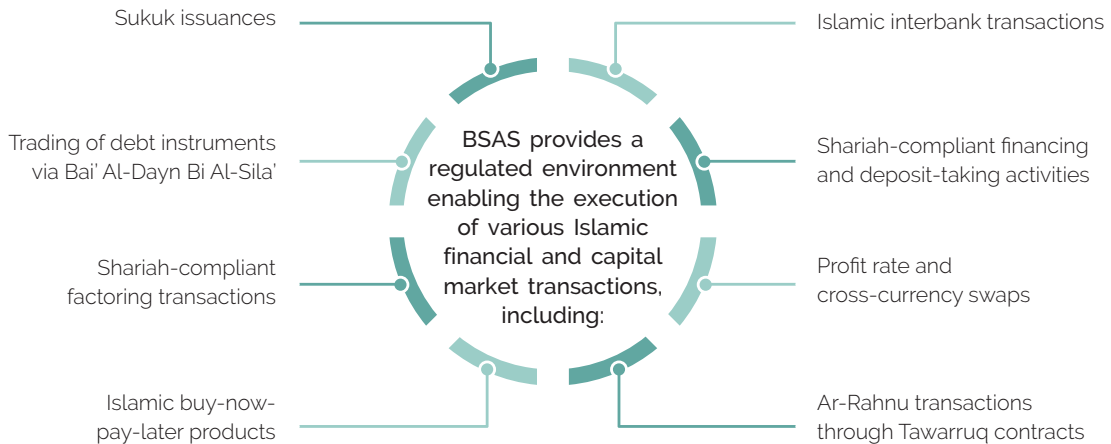 Sukuk issuances
Trading of debt instruments
via Bai' Al-Dayn Bi Al-Sila'
Shariah-compliant
factoring transactions
Islamic buy-now-
pay-later products
BSAS provides a
regulated environment
enabling the execution
of various Islamic
financial and capital
market transactions,
including:
Islamic interbank transactions
Shariah-compliant financing
and deposit-taking activities
Profit rate and
cross-currency swaps
Ar-Rahnu transactions
through Tawarruq contracts